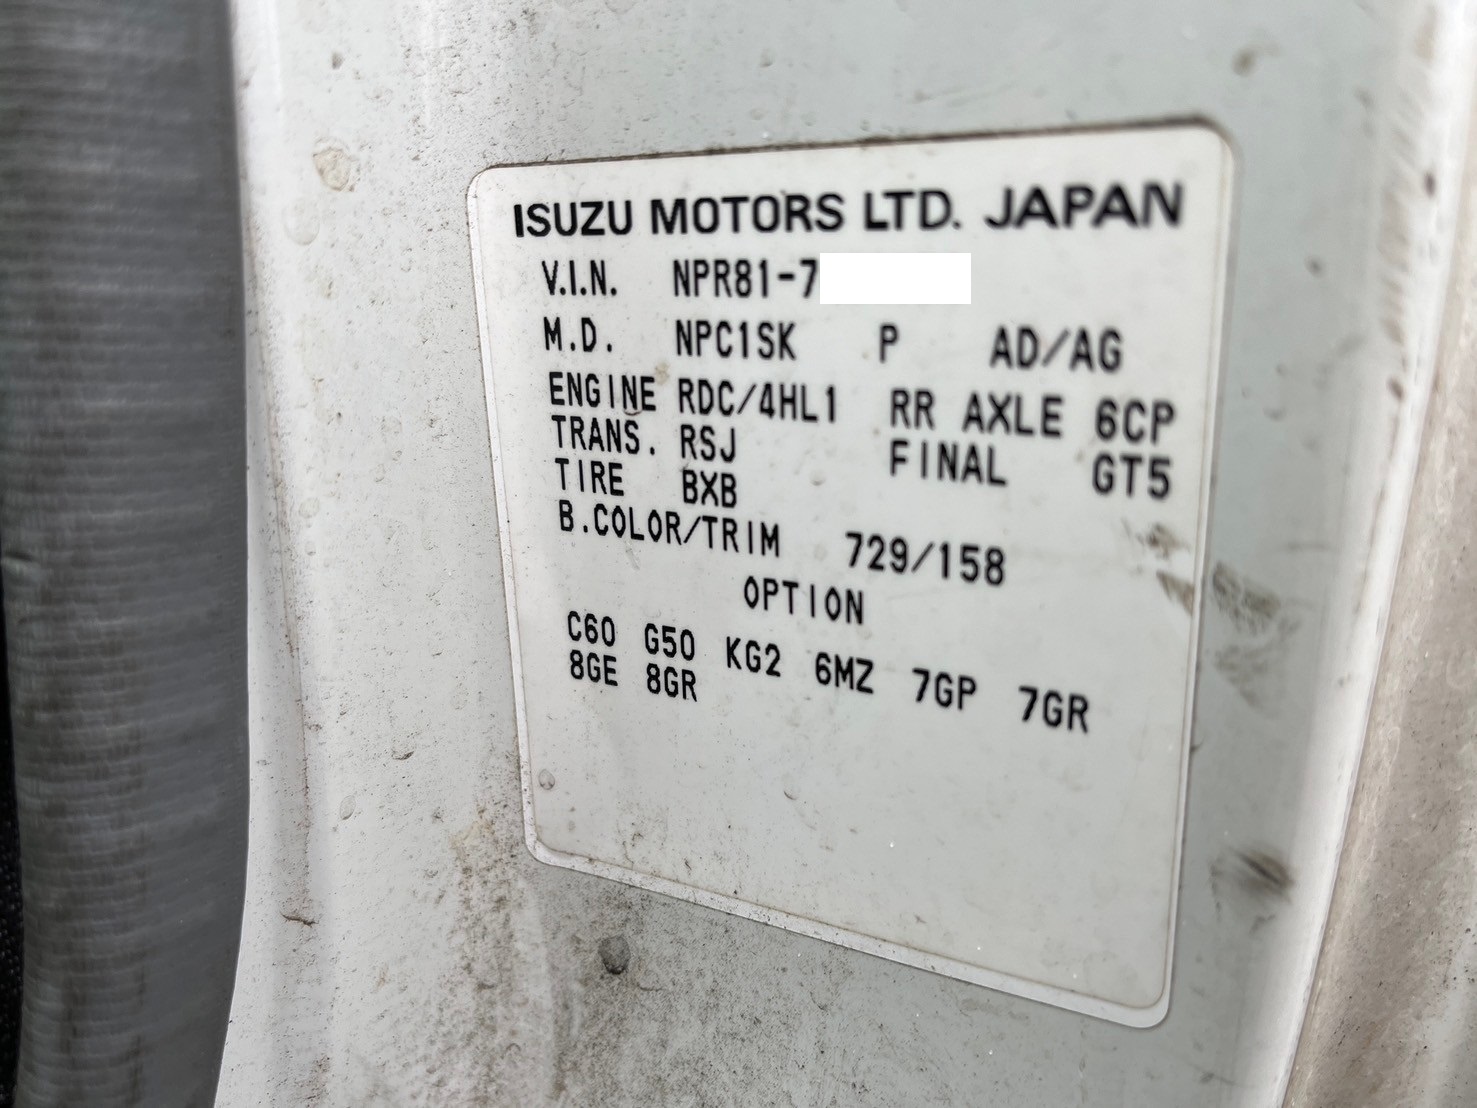 ISUZU MOTORS LTD. JAPAN
V.I.N. NPR81-7
M.D. NPC1SK P AD/AG
ENGINE RDC/4HL1 RR AXLE 6CP
TRANS. RSJ FINAL GT5
TIRE BXB
B.COLOR/TRIM 729/158
OPTION
C60 G50 KG2 6MZ 7GP 7GR
8GE 8GR